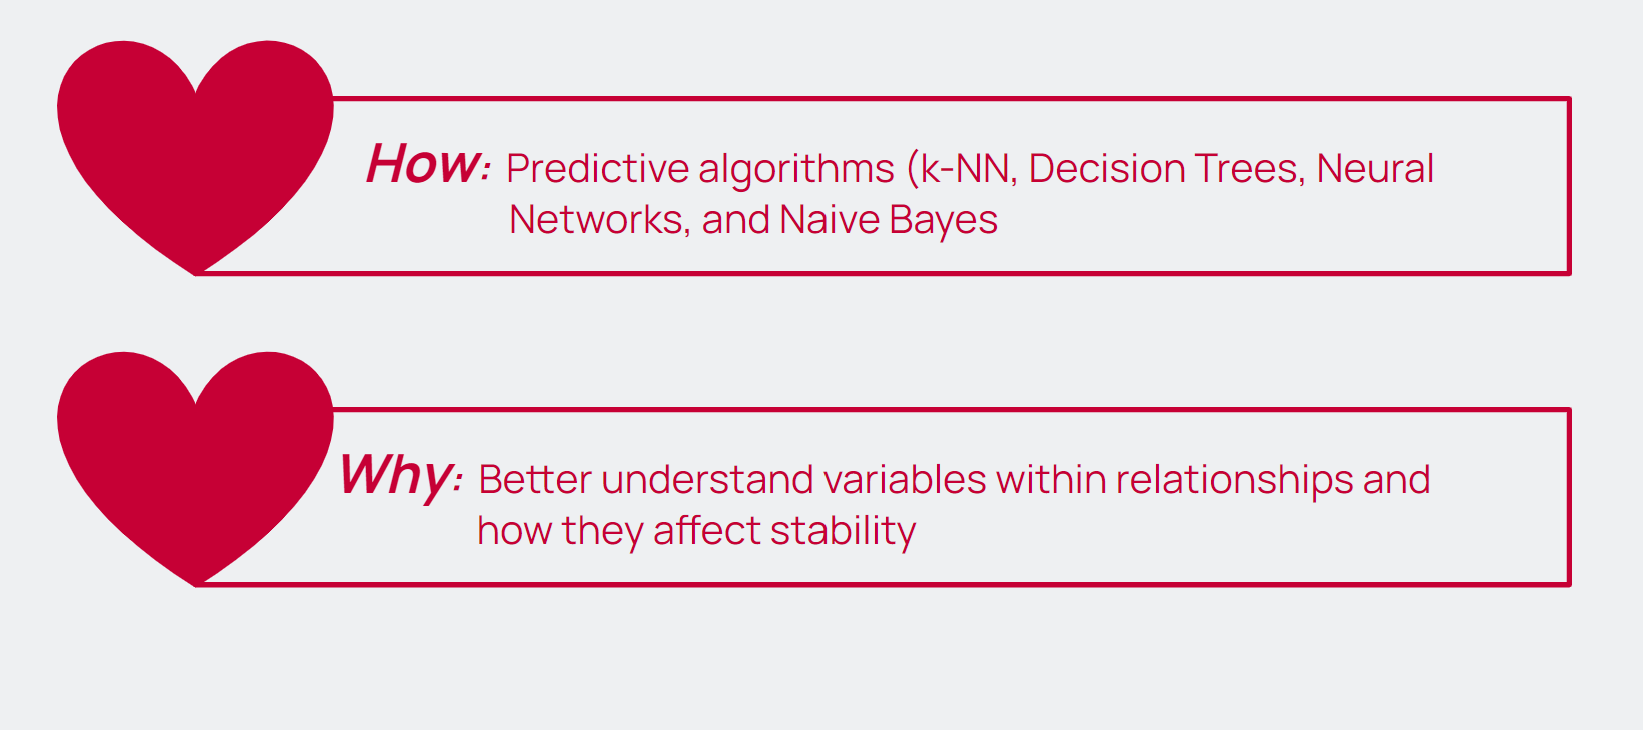 How: Predictive algorithms (k-NN, Decision Trees, Neural
Networks, and Naive Bayes
Why: Better understand variables within relationships and
how they affect stability